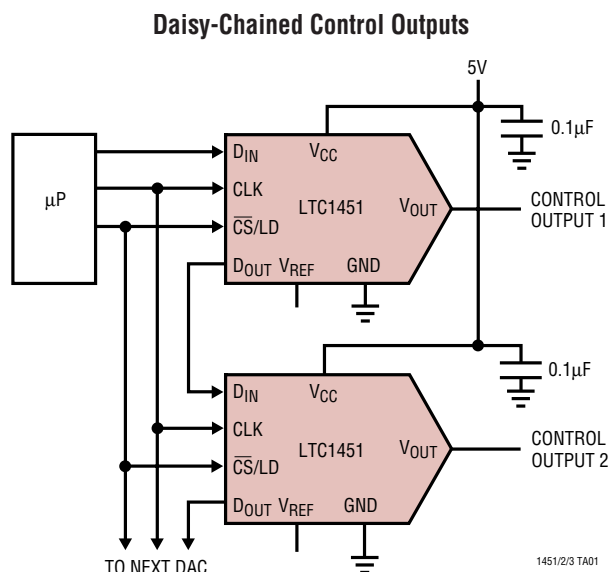 Daisy-Chained Control Outputs
5V
0.1µF
µP
DIN
VCC
CLK
LTC1451
VOUT
CONTROL
OUTPUT 1
C̅S̅/LD
DOUT
VREF
GND
0.1µF
DIN
VCC
CLK
LTC1451
VOUT
CONTROL
OUTPUT 2
C̅S̅/LD
DOUT
VREF
GND
TO NEXT DAC
1451/2/3 TA01